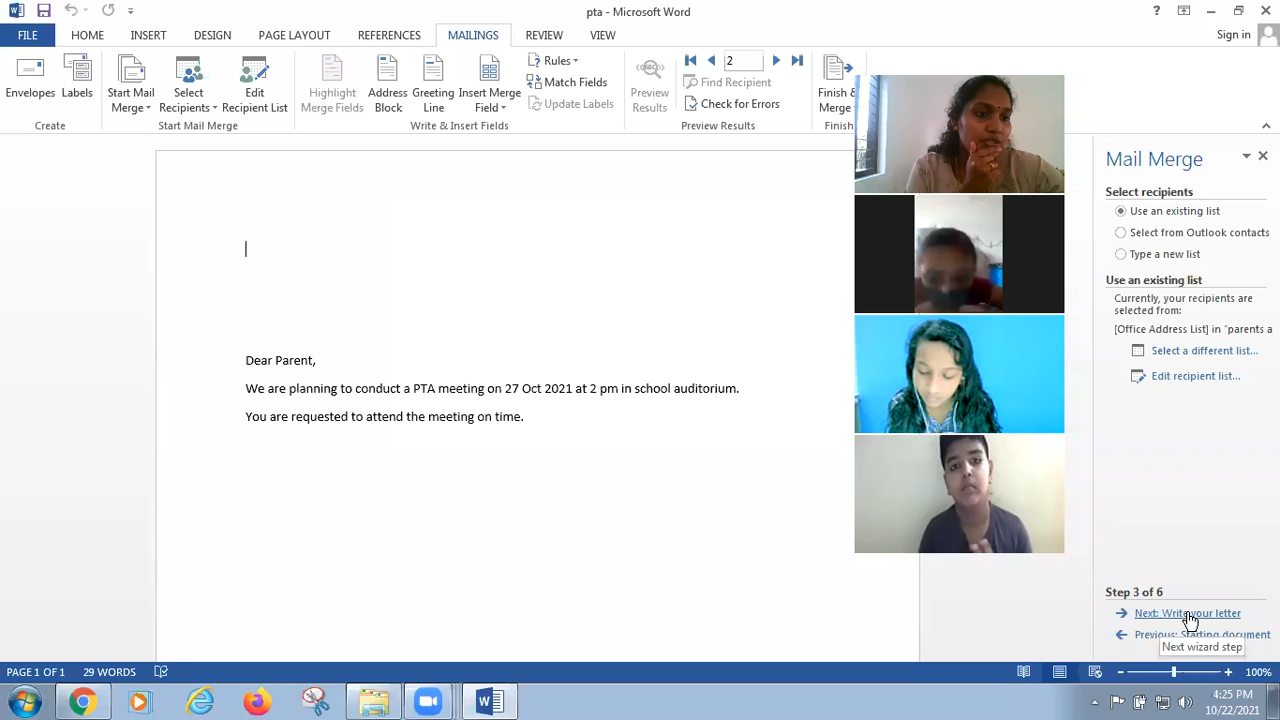 pta - Microsoft Word
Sign in
FILE HOME INSERT DESIGN PAGE LAYOUT REFERENCES MAILINGS REVIEW VIEW
Envelopes
Labels
Create
Start Mail Merge
Select Recipients
Edit Recipient List
Start Mail Merge
Highlight Merge Fields
Address Block
Greeting Line
Insert Merge Field
Rules
Match Fields
Update Labels
Write & Insert Fields
Preview Results
2
Find Recipient
Check for Errors
Preview Results
Finish & Merge
Finish
Dear Parent,
We are planning to conduct a PTA meeting on 27 Oct 2021 at 2 pm in school auditorium.
You are requested to attend the meeting on time.
Mail Merge
Select recipients
Use an existing list
Select from Outlook contacts
Type a new list
Use an existing list
Currently, your recipients are
selected from:
[Office Address List] in "parents a
Select a different list...
Edit recipient list...
Step 3 of 6
Next: Write your letter
Previous: Starting document
Next wizard step
PAGE 1 OF 1 29 WORDS
100%
4:25 PM
10/22/2021